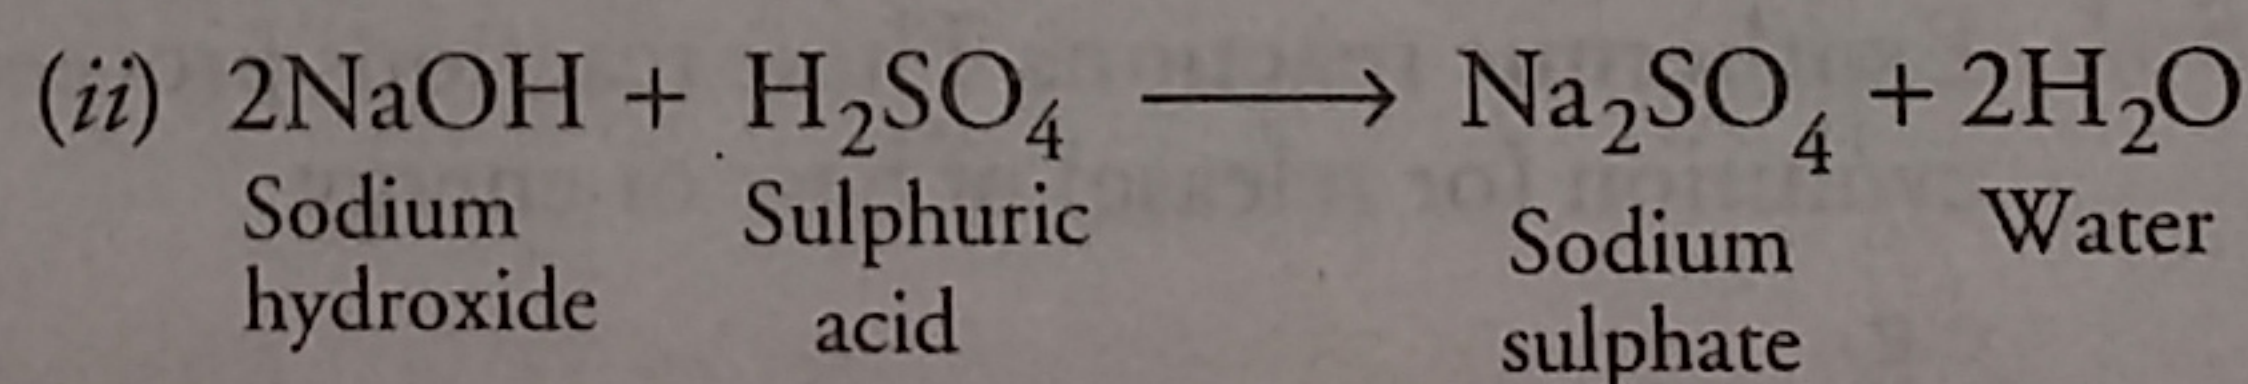 (ii) 2NaOH + H₂SO₄ ⟶ Na₂SO₄ + 2H₂O
Sodium hydroxide Sulphuric acid Sodium sulphate Water